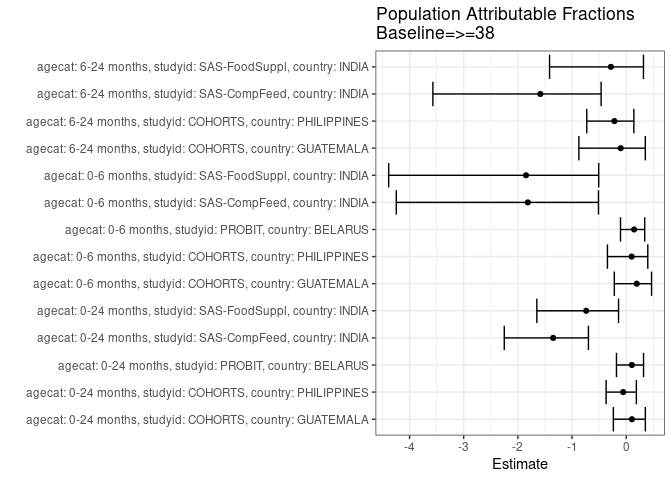 Population Attributable Fractions
Baseline=>=38
agecat: 6-24 months, studyid: SAS-FoodSuppl, country: INDIA
agecat: 6-24 months, studyid: SAS-CompFeed, country: INDIA
agecat: 6-24 months, studyid: COHORTS, country: PHILIPPINES
agecat: 6-24 months, studyid: COHORTS, country: GUATEMALA
agecat: 0-6 months, studyid: SAS-FoodSuppl, country: INDIA
agecat: 0-6 months, studyid: SAS-CompFeed, country: INDIA
agecat: 0-6 months, studyid: PROBIT, country: BELARUS
agecat: 0-6 months, studyid: COHORTS, country: PHILIPPINES
agecat: 0-6 months, studyid: COHORTS, country: GUATEMALA
agecat: 0-24 months, studyid: SAS-FoodSuppl, country: INDIA
agecat: 0-24 months, studyid: SAS-CompFeed, country: INDIA
agecat: 0-24 months, studyid: PROBIT, country: BELARUS
agecat: 0-24 months, studyid: COHORTS, country: PHILIPPINES
agecat: 0-24 months, studyid: COHORTS, country: GUATEMALA
-4 -3 -2 -1 0
Estimate